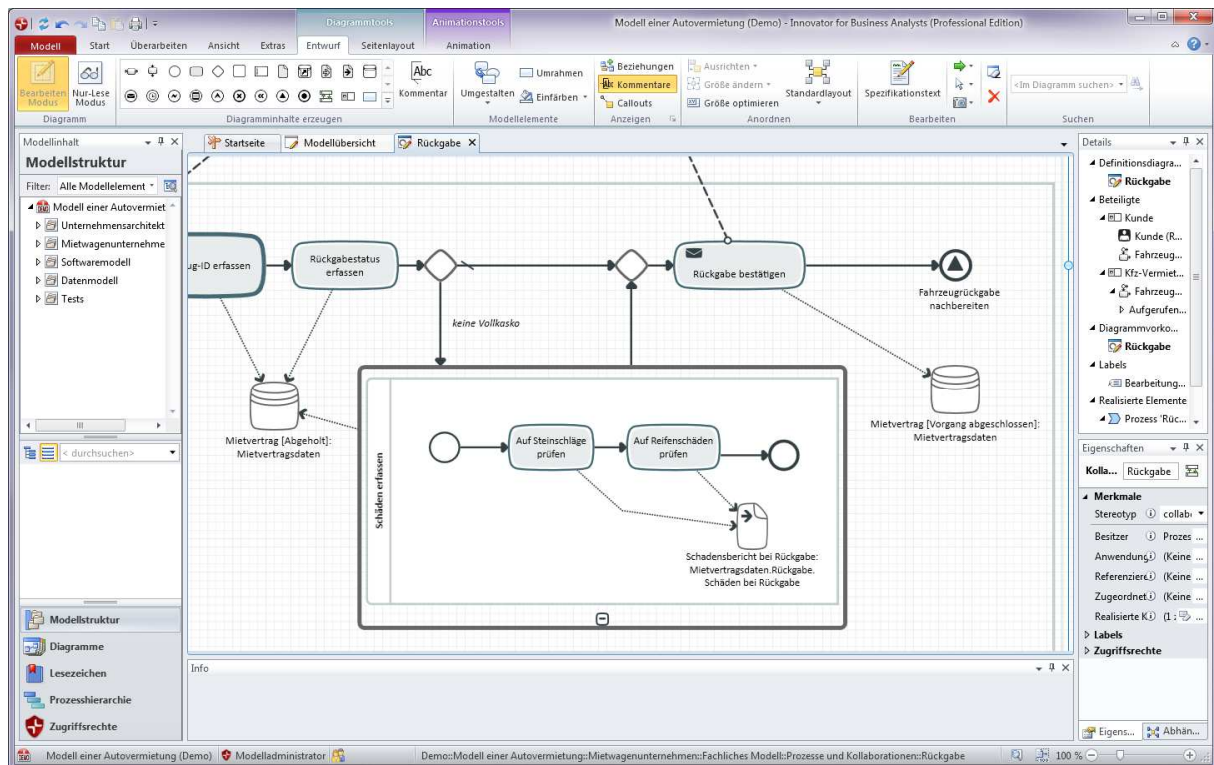 Diagrammtools
Animationstools
Modell einer Autovermietung (Demo) - Innovator for Business Analysts (Professional Edition)
Modell
Start
Überarbeiten
Ansicht
Extras
Entwurf
Seitenlayout
Animation
Bearbeiten
Modus
Nur-Lese
Modus
Abc
Kommentar
Umgestalten
Umrahmen
Einfärben
Beziehungen
Kommentare
Callouts
Ausrichten
Größe ändern
Größe optimieren
Standardlayout
Spezifikationstext
<Im Diagramm suchen>
Diagramm
Diagramminhalte erzeugen
Modellelemente
Anzeigen
Anordnen
Bearbeiten
Suchen
Modellinhalt
Modellstruktur
Filter: Alle Modellelement
Modell einer Autovermiet
Unternehmensarchitekt
Mietwagenunternehme
Softwaremodell
Datenmodell
Tests
< durchsuchen>
Modellstruktur
Diagramme
Lesezeichen
Prozesshierarchie
Zugriffsrechte
Startseite
Modellübersicht
Rückgabe
ug-ID erfassen
Rückgabestatus
erfassen
keine Vollkasko
Rückgabe bestätigen
Fahrzeugrückgabe
nachbereiten
Mietvertrag [Abgeholt]:
Mietvertragsdaten
Mietvertrag [Vorgang abgeschlossen]:
Mietvertragsdaten
Schäden erfassen
Auf Steinschläge
prüfen
Auf Reifenschäden
prüfen
Schadensbericht bei Rückgabe:
Mietvertragsdaten.Rückgabe.
Schäden bei Rückgabe
Info
Details
Definitionsdiagra...
Rückgabe
Beteiligte
Kunde
Kunde (R...
Fahrzeug...
Kfz-Vermiet...
Fahrzeug...
Aufgerufen...
Diagrammvorko...
Rückgabe
Labels
Bearbeitung...
Realisierte Elemente
Prozess 'Rüc...
Eigenschaften
Kolla... Rückgabe
Merkmale
Stereotyp collab
Besitzer Prozes ...
Anwendung (Keine ...
Referenziere (Keine ...
Zugeordnet (Keine ...
Realisierte K (1 : ...
Labels
Zugriffsrechte
Eigens...
Abhän...
Modell einer Autovermietung (Demo)
Modelladministrator
Demo::Modell einer Autovermietung::Mietwagenunternehmen::Fachliches Modell::Prozesse und Kollaborationen::Rückgabe
100 %